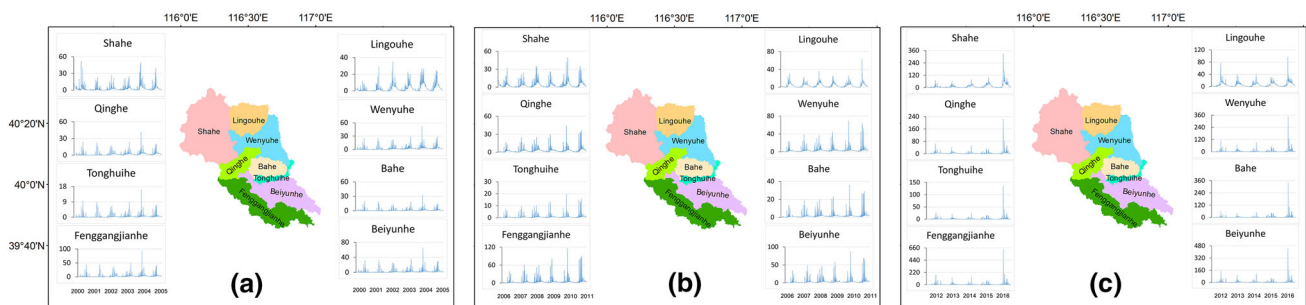 116°0'E 116°30'E 117°0'E
40°20'N
40°0'N
39°40'N
Shahe
60
30
0
Qinghe
60
30
0
Tonghuihe
18
9
0
Fenggangjianhe
100
50
0
2000 2001 2002 2003 2004 2005
Shahe
Lingouhe
Wenyuhe
Qinghe
Bahe
Tonghuihe
Beiyunhe
Fenggangjianhe
(a)
Lingouhe
40
20
0
Wenyuhe
60
30
0
Bahe
60
30
0
Beiyunhe
80
40
0
2000 2001 2002 2003 2004 2005
116°0'E 116°30'E 117°0'E
Shahe
60
30
0
Qinghe
60
30
0
Tonghuihe
30
20
10
0
Fenggangjianhe
120
80
40
0
2006 2007 2008 2009 2010 2011
Shahe
Lingouhe
Wenyuhe
Qinghe
Bahe
Tonghuihe
Beiyunhe
Fenggangjianhe
(b)
Lingouhe
80
40
0
Wenyuhe
80
40
0
Bahe
40
20
0
Beiyunhe
100
50
0
2006 2007 2008 2009 2010 2011
116°0'E 116°30'E 117°0'E
Shahe
360
240
120
0
Qinghe
240
160
80
0
Tonghuihe
150
100
50
0
Fenggangjianhe
660
440
220
0
2012 2013 2014 2015 2016
Shahe
Lingouhe
Wenyuhe
Qinghe
Bahe
Tonghuihe
Beiyunhe
Fenggangjianhe
(c)
Lingouhe
120
80
40
0
Wenyuhe
360
240
120
0
Bahe
360
240
120
0
Beiyunhe
480
320
160
0
2012 2013 2014 2015 2016